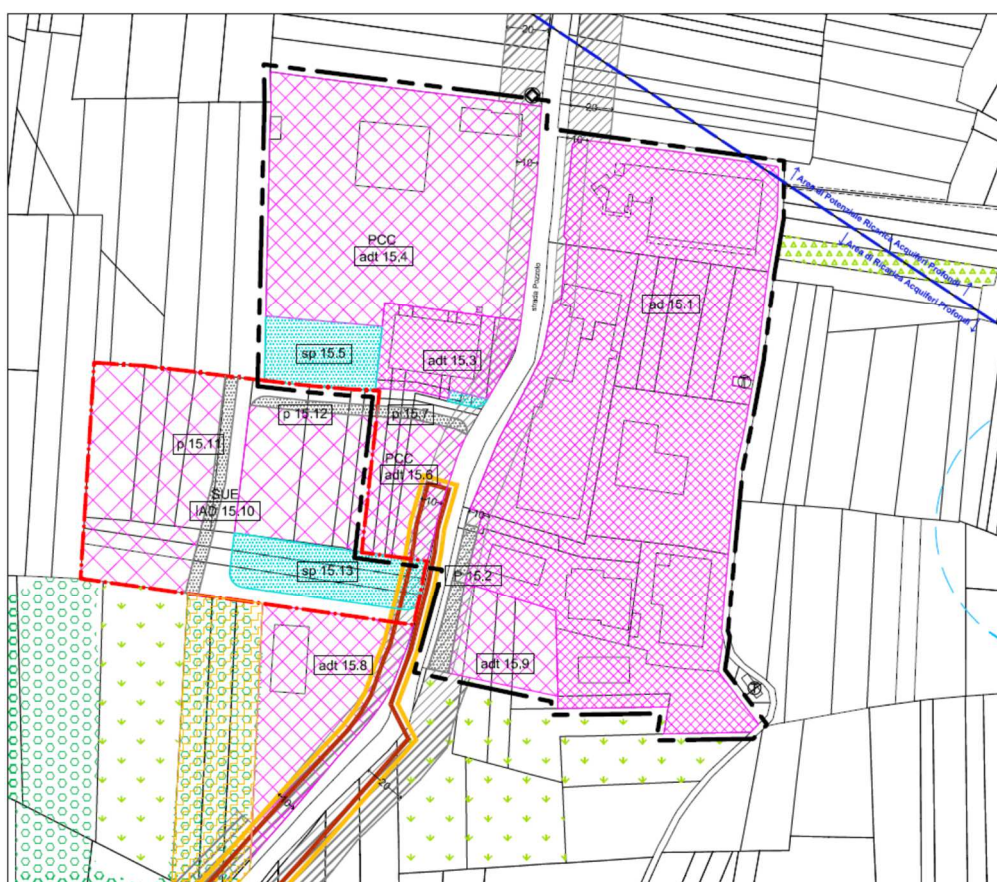 20
20
10
10
Area di Potenziale Ricarica Acquiferi Profondi
Area di Ricarica Acquiferi Profondi
PCC
adt 15.4
strada Pozzolo
ad 15.1
sp 15.5
adt 15.3
p 15.12
p 15.7
p 15.11
PCC
adt 15.6
SUE
IAD 15.10
10
10
sp 15.13
P 15.2
adt 15.8
adt 15.9
20
10